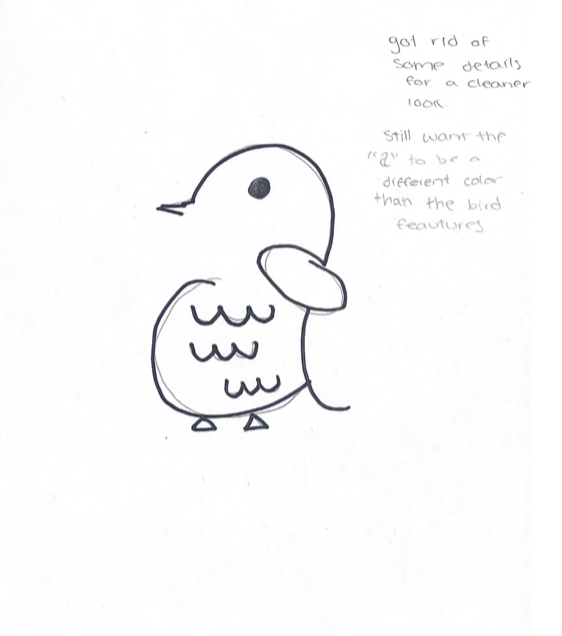 got rid of
some details
for a cleaner
look.
Still want the
"a" to be a
different color
than the bird
feautures